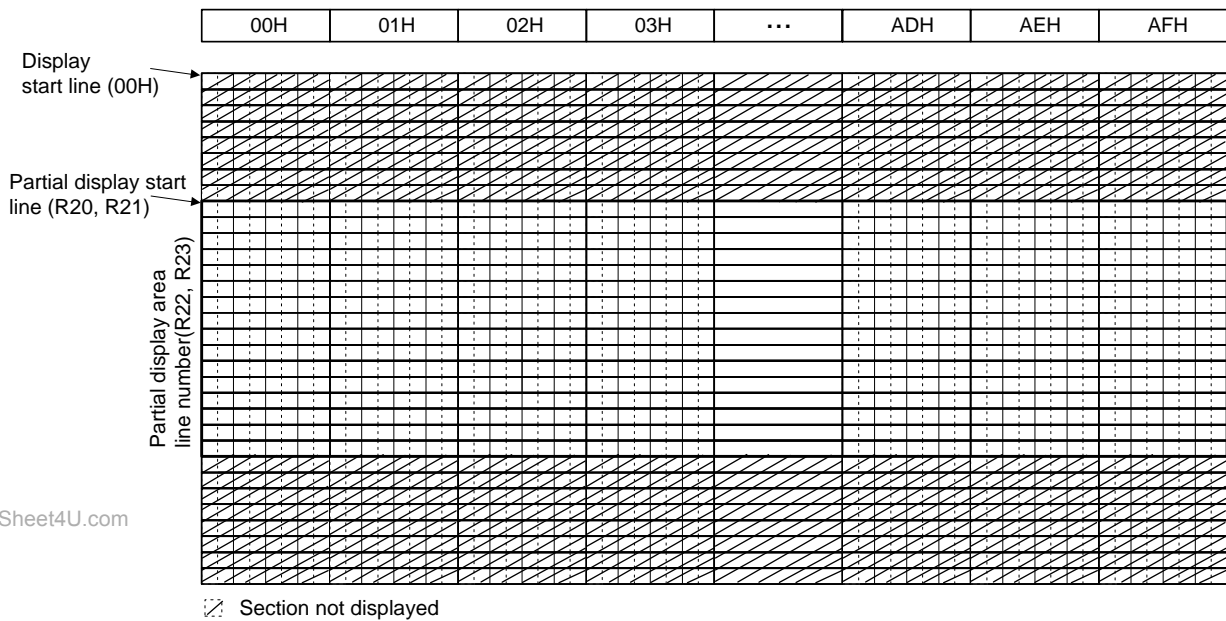 00H 01H 02H 03H ... ADH AEH AFH
Display
start line (00H)
Partial display start
line (R20, R21)
Partial display area
line number(R22, R23)
Sheet4U.com
Section not displayed